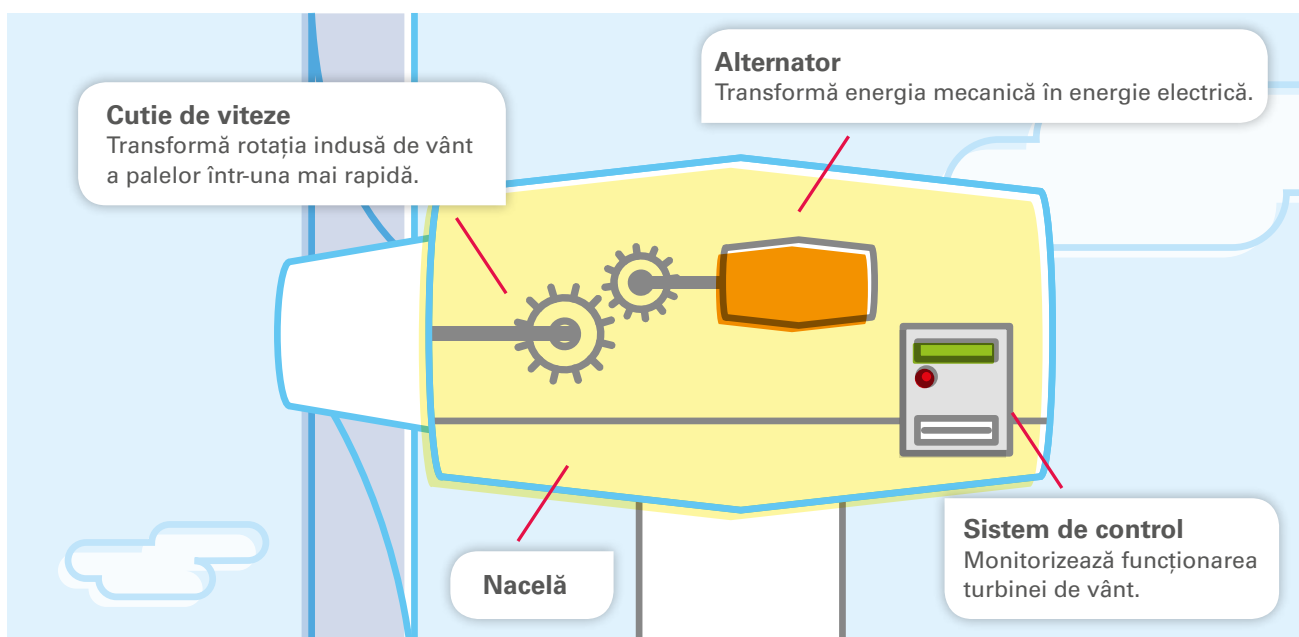 Alternator
Transformă energia mecanică în energie electrică.
Cutie de viteze
Transformă rotația indusă de vânt
a palelor într-una mai rapidă.
Sistem de control
Monitorizează funcționarea
turbinei de vânt.
Nacelă